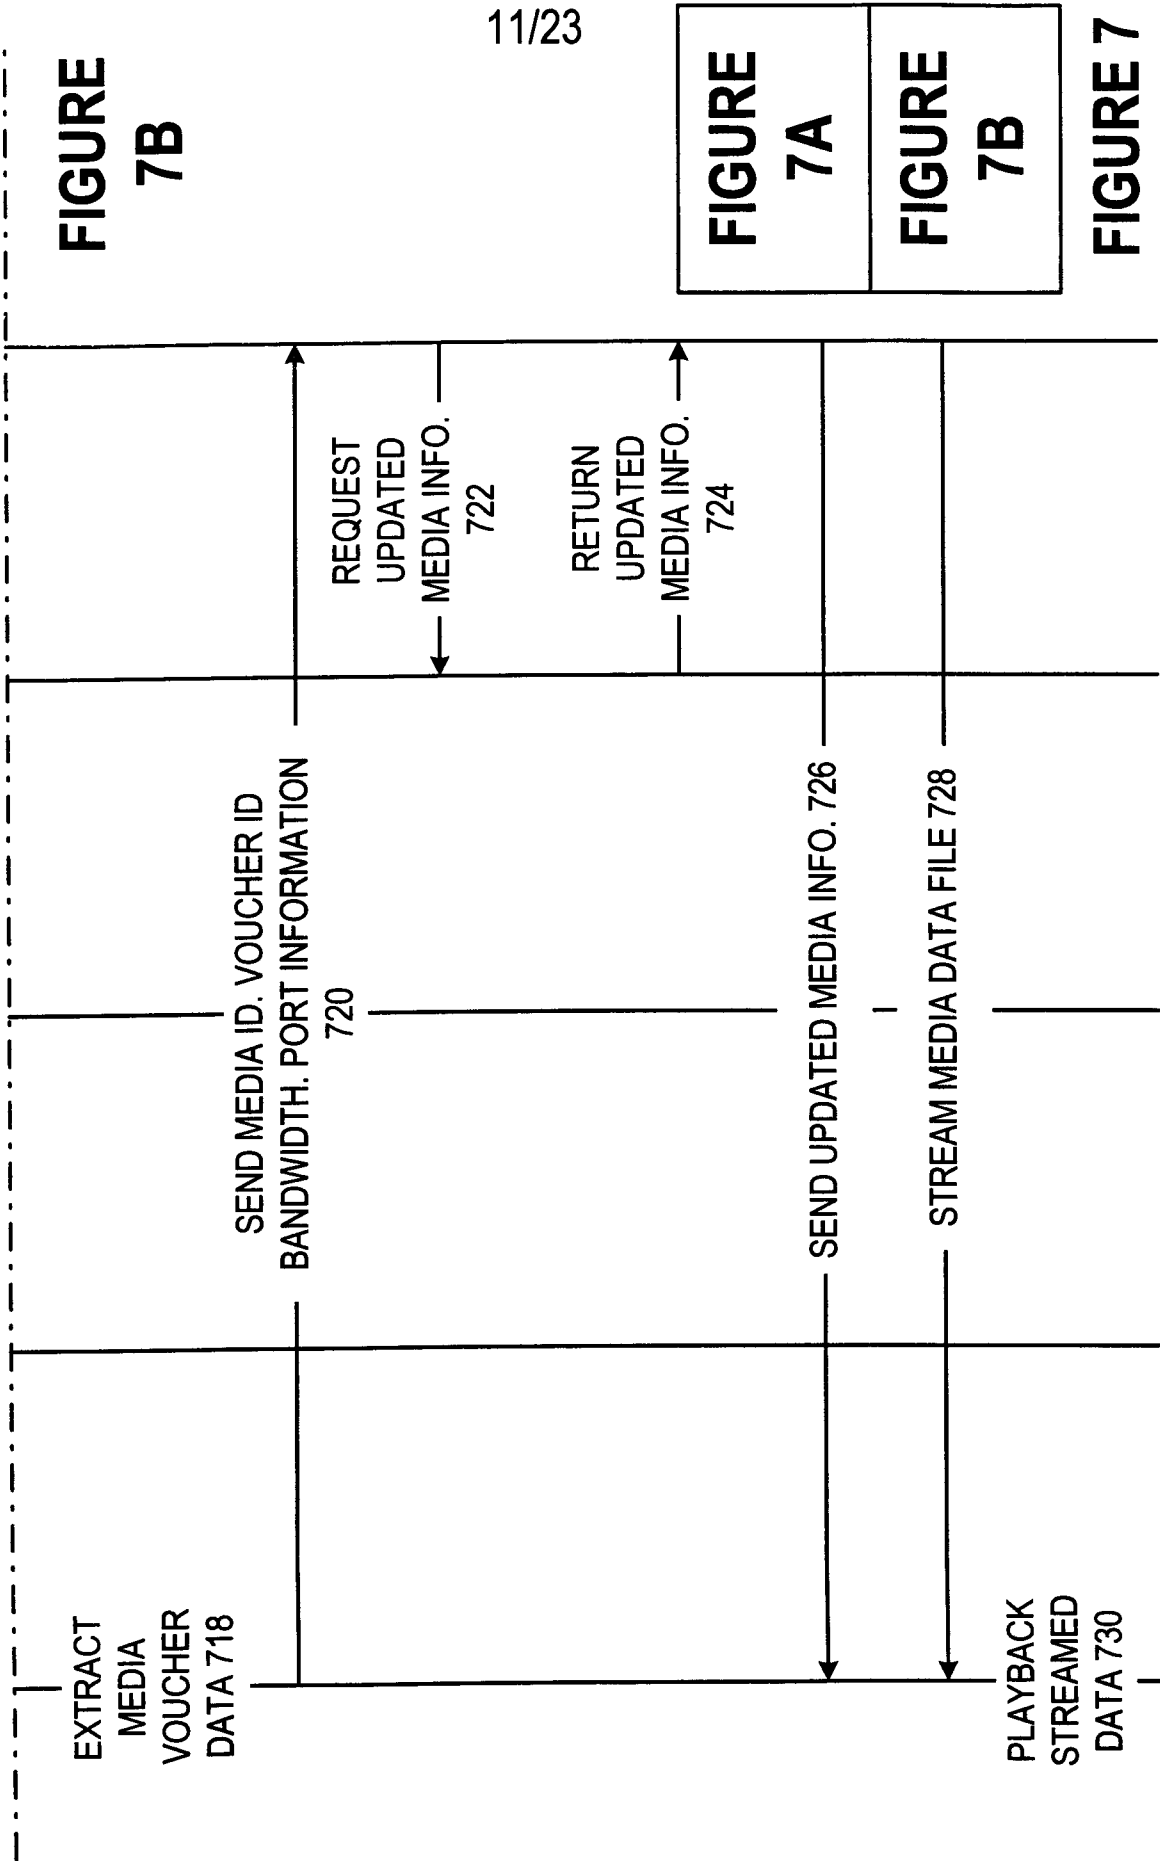 11/23
FIGURE
7B
EXTRACT
MEDIA
VOUCHER
DATA 718
SEND MEDIA ID. VOUCHER ID
BANDWIDTH. PORT INFORMATION
720
REQUEST
UPDATED
MEDIA INFO.
722
RETURN
UPDATED
MEDIA INFO.
724
SEND UPDATED MEDIA INFO. 726
STREAM MEDIA DATA FILE 728
PLAYBACK
STREAMED
DATA 730
FIGURE
7A
FIGURE
7B
FIGURE 7